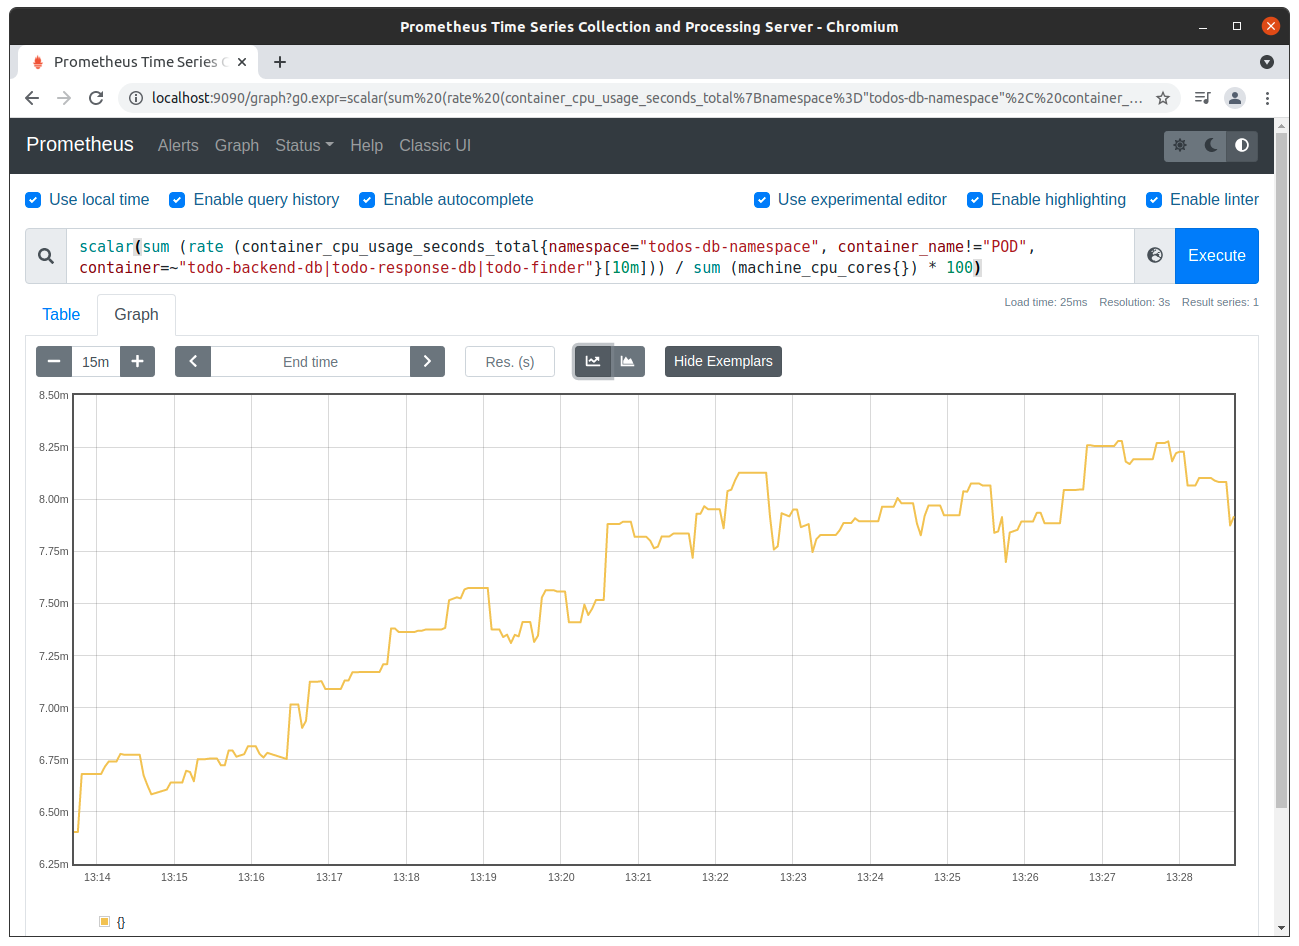 Prometheus Time Series Collection and Processing Server - Chromium
Prometheus Time Series
localhost:9090/graph?g0.expr=scalar(sum%20(rate%20(container_cpu_usage_seconds_total%7Bnamespace%3D"todos-db-namespace"%2C%20container_...
Prometheus Alerts Graph Status Help Classic UI
Use local time Enable query history Enable autocomplete Use experimental editor Enable highlighting Enable linter
scalar(sum (rate (container_cpu_usage_seconds_total{namespace="todos-db-namespace", container_name!="POD",
container=~"todo-backend-db|todo-response-db|todo-finder"}[10m])) / sum (machine_cpu_cores{}) * 100)
Execute
Load time: 25ms Resolution: 3s Result series: 1
Table Graph
15m End time Res. (s) Hide Exemplars
8.50m
8.25m
8.00m
7.75m
7.50m
7.25m
7.00m
6.75m
6.50m
6.25m
13:14 13:15 13:16 13:17 13:18 13:19 13:20 13:21 13:22 13:23 13:24 13:25 13:26 13:27 13:28
{}